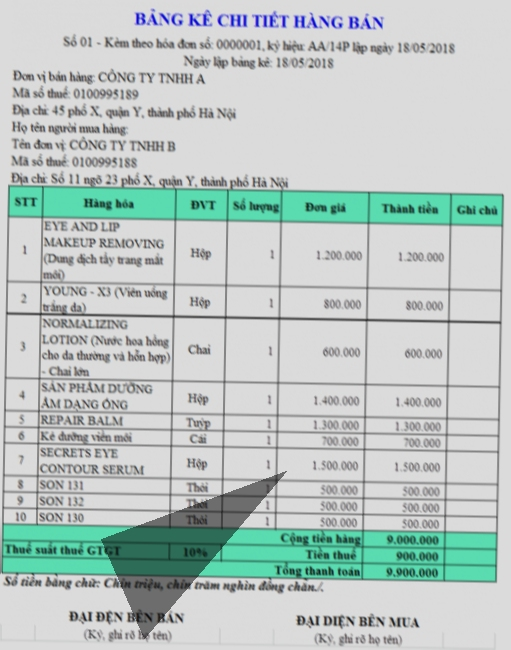 BẢNG KÊ CHI TIẾT HÀNG BÁN
Số 01 - Kèm theo hóa đơn số: 0000001, ký hiệu: AA/14P lập ngày 18/05/2018
Ngày lập bảng kê: 18/05/2018
Đơn vị bán hàng: CÔNG TY TNHH A
Mã số thuế: 0100995189
Địa chỉ: 45 phố X, quận Y, thành phố Hà Nội
Họ tên người mua hàng:
Tên đơn vị: CÔNG TY TNHH B
Mã số thuế: 0100995188
Địa chỉ: Số 11 ngõ 23 phố X, quận Y, thành phố Hà Nội
STT Hàng hóa ĐVT Số lượng Đơn giá Thành tiền Ghi chú
1 EYE AND LIP MAKEUP REMOVING (Dung dịch tẩy trang mắt môi) Hộp 1 1.200.000 1.200.000
2 YOUNG - X3 (Viên uống trắng da) Hộp 1 800.000 800.000
3 NORMALIZING LOTION (Nước hoa hồng cho da thường và hỗn hợp) - Chai lớn Chai 1 600.000 600.000
4 SẢN PHẨM DƯỠNG ẨM DẠNG ỐNG Hộp 1 1.400.000 1.400.000
5 REPAIR BALM Tuýp 1 1.300.000 1.300.000
6 Kẻ dưỡng viền môi Cái 1 700.000 700.000
7 SECRETS EYE CONTOUR SERUM Hộp 1 1.500.000 1.500.000
8 SON 131 Thỏi 1 500.000 500.000
9 SON 132 Thỏi 1 500.000 500.000
10 SON 130 Thỏi 1 500.000 500.000
Cộng tiền hàng 9.000.000
Thuế suất thuế GTGT 10% Tiền thuế 900.000
Tổng thanh toán 9.900.000
Số tiền bằng chữ: Chín triệu, chín trăm nghìn đồng chẵn./.
ĐẠI DIỆN BÊN BÁN ĐẠI DIỆN BÊN MUA
(Ký, ghi rõ họ tên) (Ký, ghi rõ họ tên)